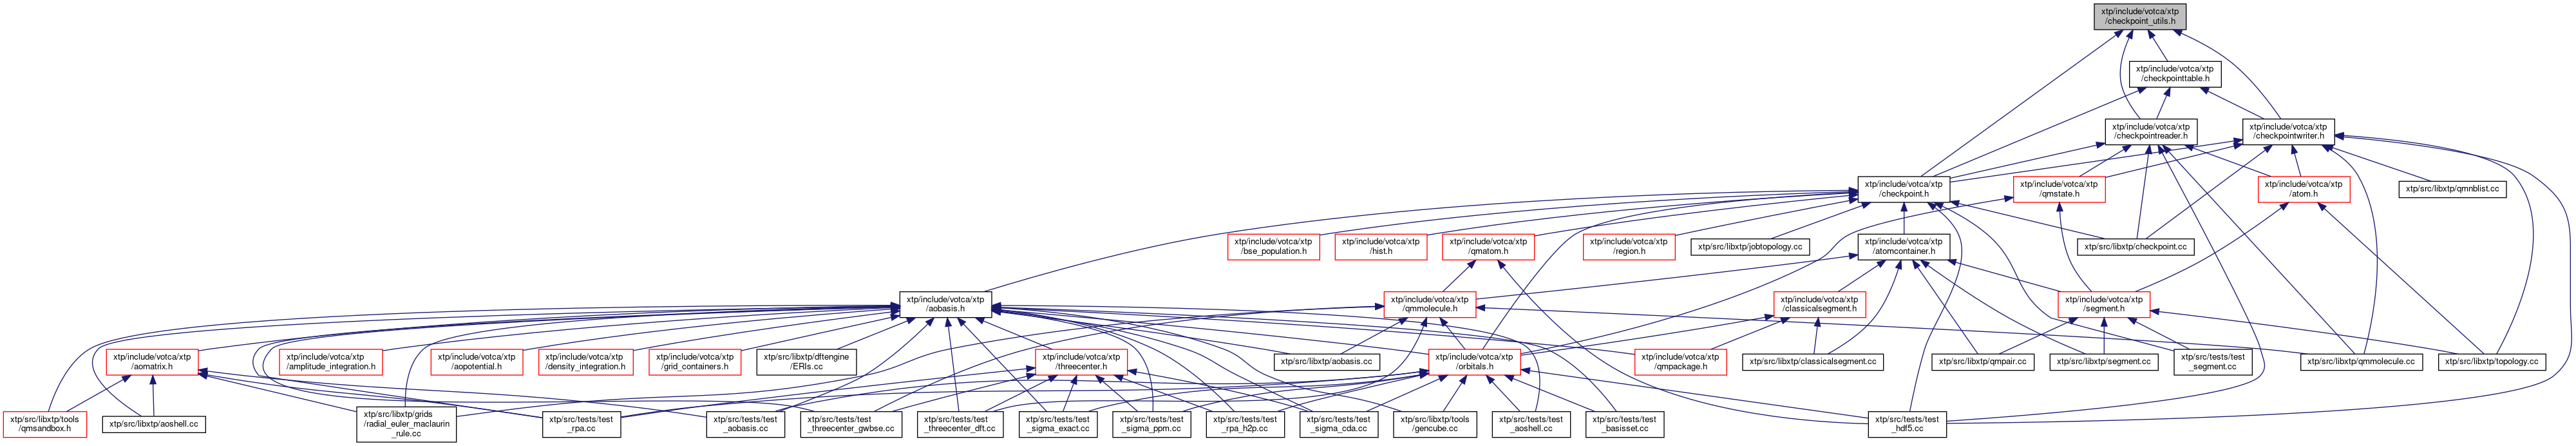 xtp/include/votca/xtp
/checkpoint_utils.h
xtp/include/votca/xtp
/checkpointtable.h
xtp/include/votca/xtp
/checkpointreader.h
xtp/include/votca/xtp
/checkpointwriter.h
xtp/include/votca/xtp
/checkpoint.h
xtp/include/votca/xtp
/qmstate.h
xtp/include/votca/xtp
/atom.h
xtp/src/libxtp/qmnblist.cc
xtp/include/votca/xtp
/bse_population.h
xtp/include/votca/xtp
/hist.h
xtp/include/votca/xtp
/qmatom.h
xtp/include/votca/xtp
/region.h
xtp/src/libxtp/jobtopology.cc
xtp/include/votca/xtp
/atomcontainer.h
xtp/src/libxtp/checkpoint.cc
xtp/include/votca/xtp
/aobasis.h
xtp/include/votca/xtp
/qmmolecule.h
xtp/include/votca/xtp
/classicalsegment.h
xtp/include/votca/xtp
/segment.h
xtp/include/votca/xtp
/aomatrix.h
xtp/include/votca/xtp
/amplitude_integration.h
xtp/include/votca/xtp
/aopotential.h
xtp/include/votca/xtp
/density_integration.h
xtp/include/votca/xtp
/grid_containers.h
xtp/src/libxtp/dftengine
/ERIs.cc
xtp/include/votca/xtp
/threecenter.h
xtp/src/libxtp/aobasis.cc
xtp/include/votca/xtp
/orbitals.h
xtp/include/votca/xtp
/qmpackage.h
xtp/src/libxtp/classicalsegment.cc
xtp/src/libxtp/qmpair.cc
xtp/src/libxtp/segment.cc
xtp/src/tests/test
_segment.cc
xtp/src/libxtp/qmmolecule.cc
xtp/src/libxtp/topology.cc
xtp/src/libxtp/tools
/qmsandbox.h
xtp/src/libxtp/aoshell.cc
xtp/src/libxtp/grids
/radial_euler_maclaurin
_rule.cc
xtp/src/tests/test
_rpa.cc
xtp/src/tests/test
_aobasis.cc
xtp/src/tests/test
_threecenter_gwbse.cc
xtp/src/tests/test
_threecenter_dft.cc
xtp/src/tests/test
_sigma_exact.cc
xtp/src/tests/test
_sigma_ppm.cc
xtp/src/tests/test
_rpa_h2p.cc
xtp/src/tests/test
_sigma_cda.cc
xtp/src/libxtp/tools
/gencube.cc
xtp/src/tests/test
_aoshell.cc
xtp/src/tests/test
_basisset.cc
xtp/src/tests/test
_hdf5.cc